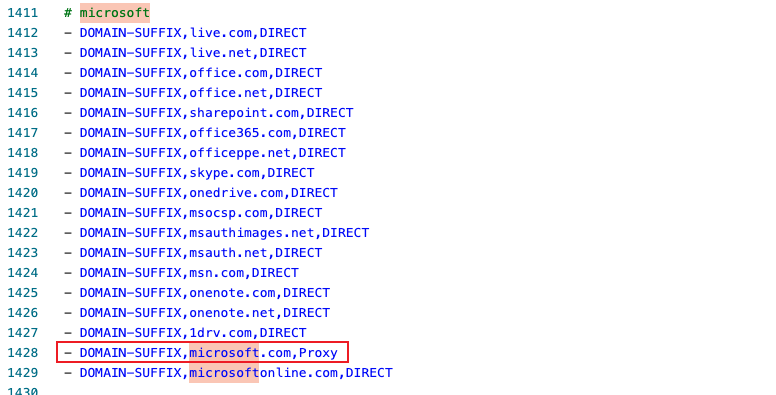 1411 # microsoft
1412 - DOMAIN-SUFFIX,live.com,DIRECT
1413 - DOMAIN-SUFFIX,live.net,DIRECT
1414 - DOMAIN-SUFFIX,office.com,DIRECT
1415 - DOMAIN-SUFFIX,office.net,DIRECT
1416 - DOMAIN-SUFFIX,sharepoint.com,DIRECT
1417 - DOMAIN-SUFFIX,office365.com,DIRECT
1418 - DOMAIN-SUFFIX,officeppe.net,DIRECT
1419 - DOMAIN-SUFFIX,skype.com,DIRECT
1420 - DOMAIN-SUFFIX,onedrive.com,DIRECT
1421 - DOMAIN-SUFFIX,msocsp.com,DIRECT
1422 - DOMAIN-SUFFIX,msauthimages.net,DIRECT
1423 - DOMAIN-SUFFIX,msauth.net,DIRECT
1424 - DOMAIN-SUFFIX,msn.com,DIRECT
1425 - DOMAIN-SUFFIX,onenote.com,DIRECT
1426 - DOMAIN-SUFFIX,onenote.net,DIRECT
1427 - DOMAIN-SUFFIX,1drv.com,DIRECT
1428 - DOMAIN-SUFFIX,microsoft.com,Proxy
1429 - DOMAIN-SUFFIX,microsoftonline.com,DIRECT
1430